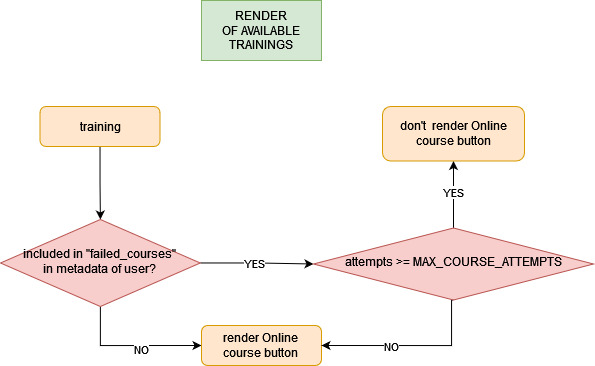 RENDER
OF AVAILABLE
TRAININGS
training
don't render Online
course button
YES
included in "failed_courses"
in metadata of user?
YES
attempts >= MAX_COURSE_ATTEMPTS
NO
render Online
course button
NO